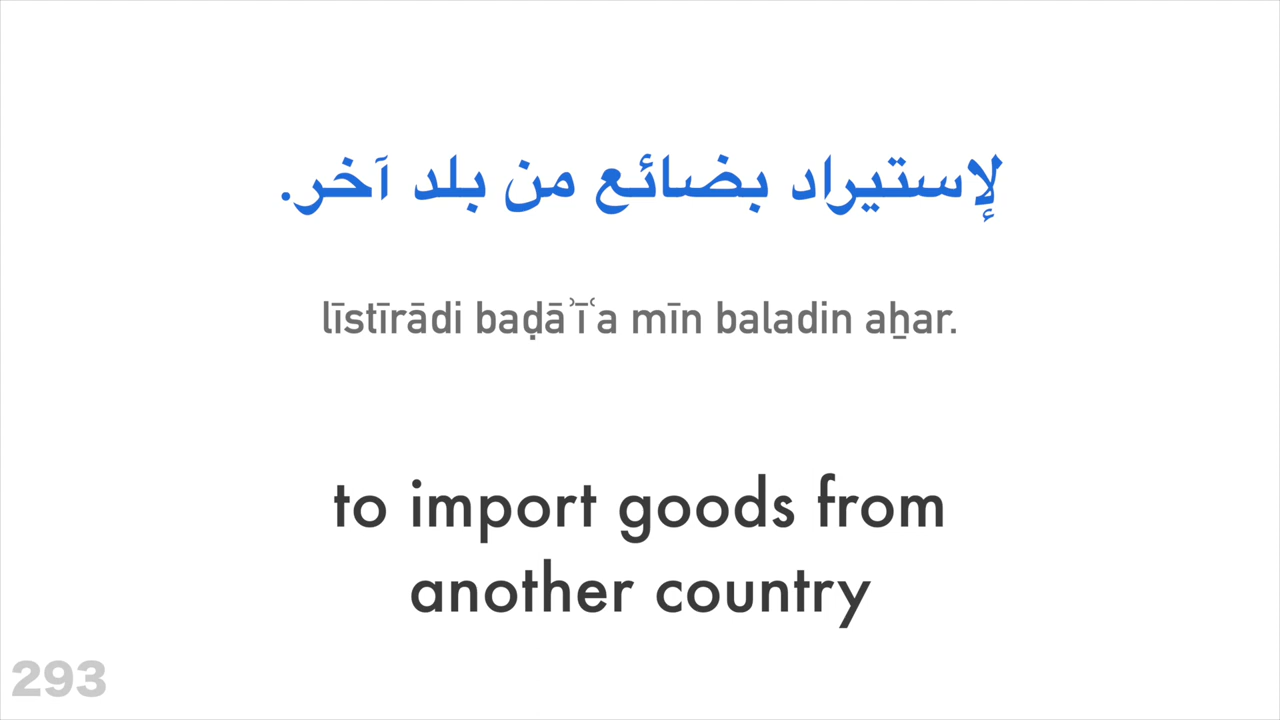 لإستيراد بضائع من بلد آخر.
līstīrādi baḍāʾīʿa mīn baladin aẖar.
to import goods from
another country
293